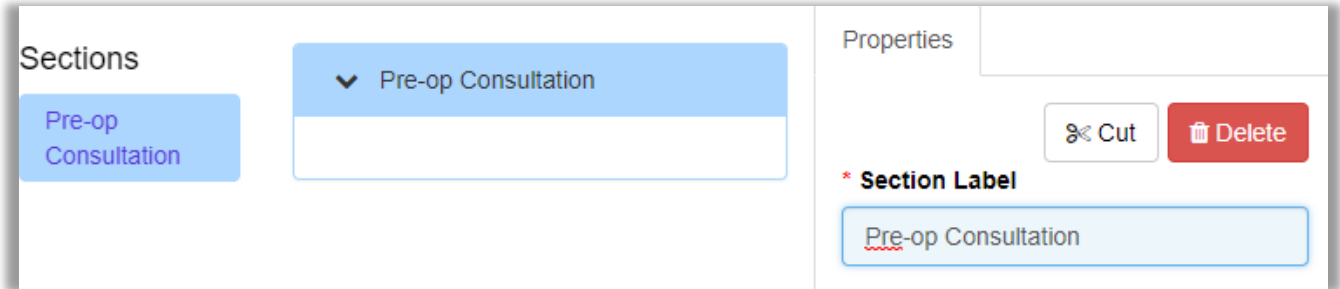 Sections
Pre-op
Consultation
Pre-op Consultation
Properties
Cut
Delete
* Section Label
Pre-op Consultation